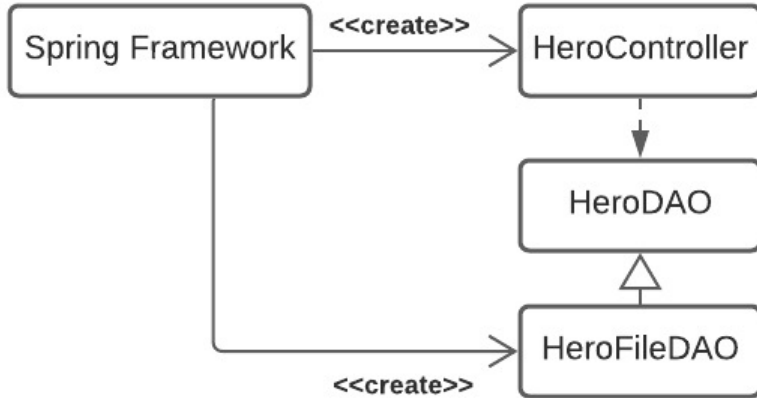 <<create>>
Spring Framework
HeroController
HeroDAO
HeroFileDAO
<<create>>